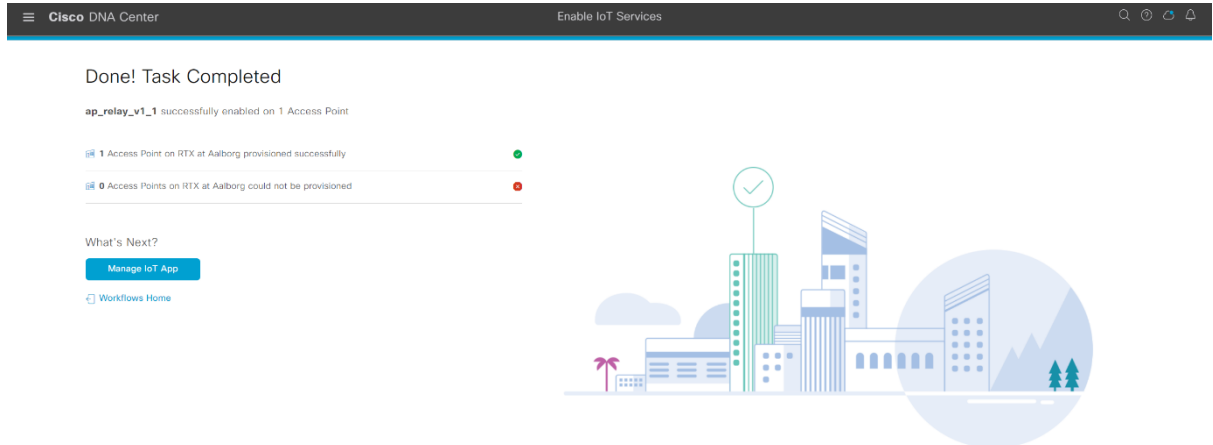 Cisco DNA Center
Enable IoT Services
Done! Task Completed
ap_relay_v1_1 successfully enabled on 1 Access Point
1 Access Point on RTX at Aalborg provisioned successfully
0 Access Points on RTX at Aalborg could not be provisioned
What's Next?
Manage IoT App
Workflows Home